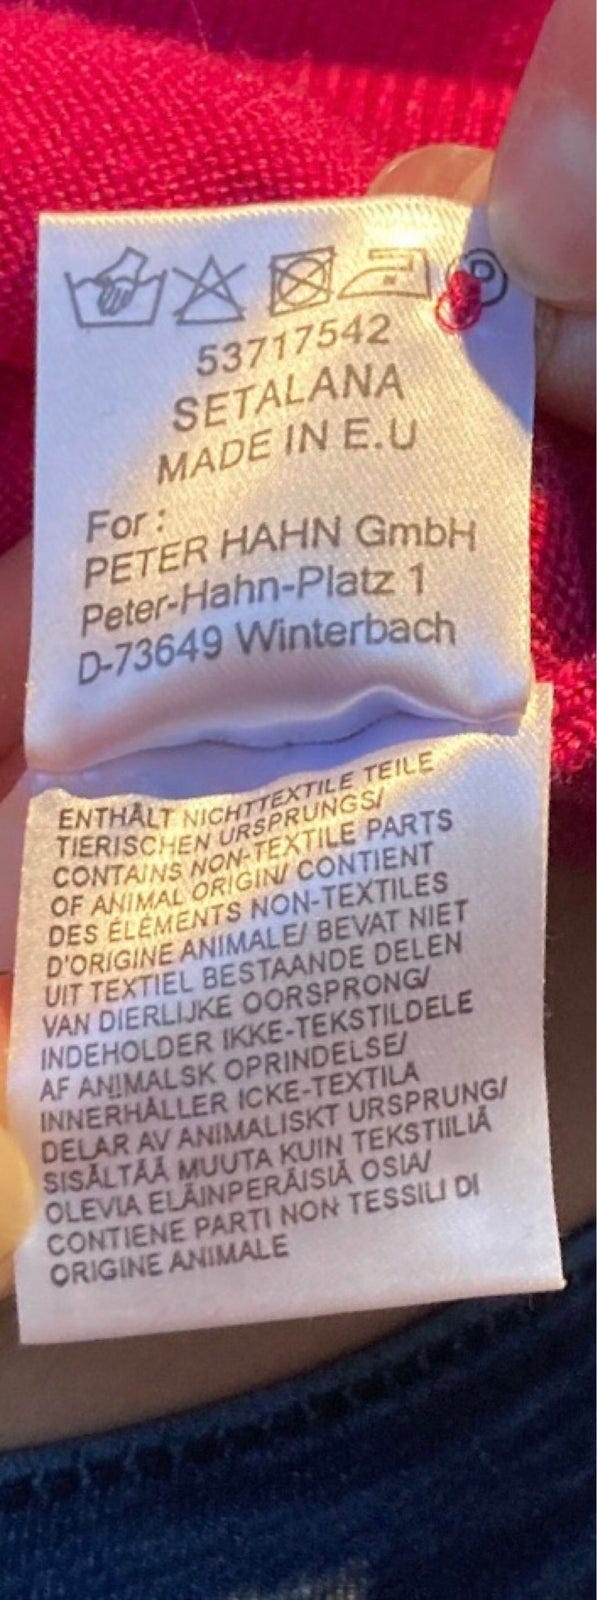 P
53717542
SETALANA
MADE IN E.U
For :
PETER HAHN GmbH
Peter-Hahn-Platz 1
D-73649 Winterbach
ENTHÄLT NICHTTEXTILE TEILE
TIERISCHEN URSPRUNGS/
CONTAINS NON-TEXTILE PARTS
OF ANIMAL ORIGIN/ CONTIENT
DES ÉLÉMENTS NON-TEXTILES
D'ORIGINE ANIMALE/ BEVAT NIET
UIT TEXTIEL BESTAANDE DELEN
VAN DIERLIJKE OORSPRONG/
INDEHOLDER IKKE-TEKSTILDELE
AF ANIMALSK OPRINDELSE/
INNERHÅLLER ICKE-TEXTILA
DELAR AV ANIMALISKT URSPRUNG/
SISÄLTÄÄ MUUTA KUIN TEKSTIILIÄ
OLEVIA ELÄINPERÄISIÄ OSIA/
CONTIENE PARTI NON TESSILI DI
ORIGINE ANIMALE